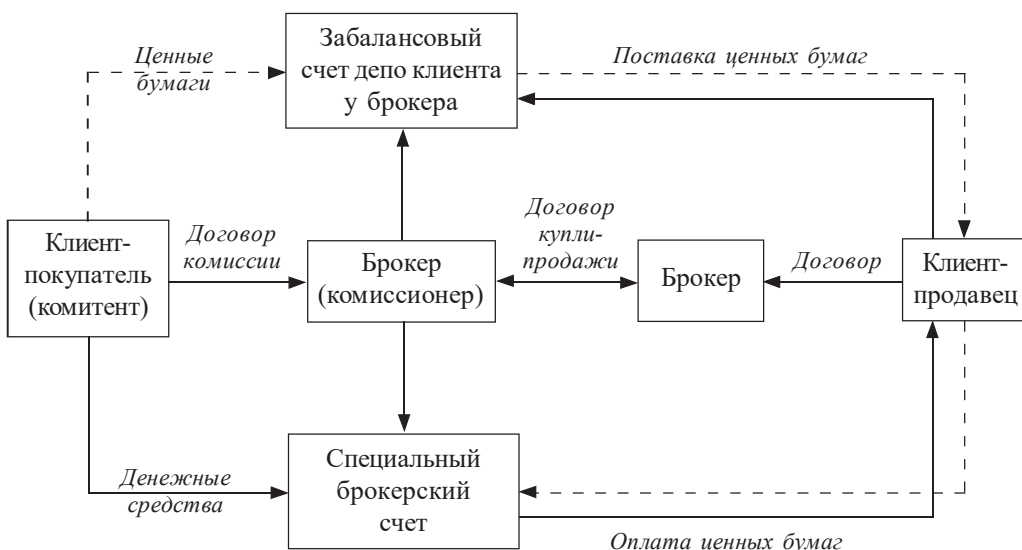 Ценные
бумаги
Забалансовый
счет депо клиента
у брокера
Поставка ценных бумаг
Клиент-
покупатель
(комитент)
Договор
комиссии
Брокер
(комиссионер)
Договор
купли-
продажи
Брокер
Договор
Клиент-
продавец
Денежные
средства
Специальный
брокерский
счет
Оплата ценных бумаг